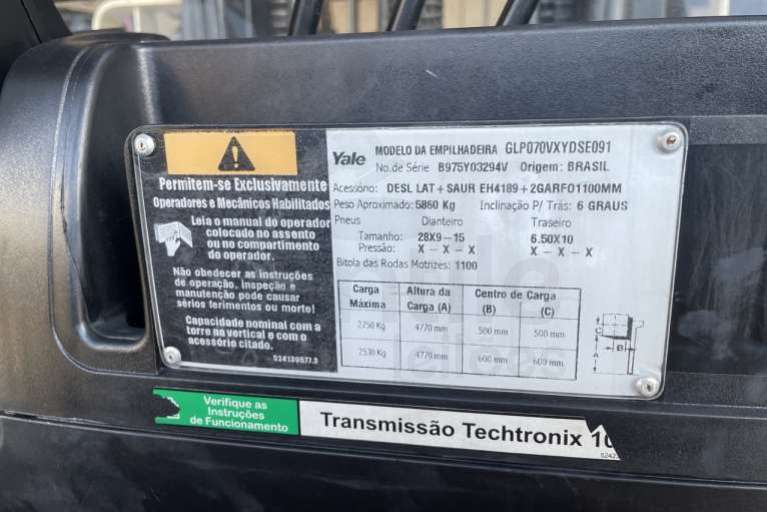 Permitem-se Exclusivamente
Operadores e Mecânicos Habilitados
Leia o manual do operador
colocado no assento
ou no compartimento
do operador.
Não obedecer as instruções
de operação, inspeção e
manutenção pode causar
sérios ferimentos ou morte!
Capacidade nominal com a
torre na vertical e com o
acessório citado.
Yale MODELO DA EMPILHADEIRA GLP070VXYDSE091
No.de Série B975Y03294V Origem: BRASIL
Acessório: DESL LAT+SAUR EH4189+2GARFO1100MM
Peso Aproximado: 5860 Kg Inclinação P/ Trás: 6 GRAUS
Pneus Dianteiro Traseiro
Tamanho: 28X9-15 6.50X10
Pressão: X - X - X X - X - X
Bitola das Rodas Motrizes: 1100
Carga Altura da Centro de Carga
Máxima Carga (A) (B) (C)
2750 Kg 4770 mm 500 mm 500 mm
2530 Kg 4770 mm 600 mm 600 mm
C
B
A
Verifique as
Instruções
de Funcionamento
Transmissão Techtronix 10